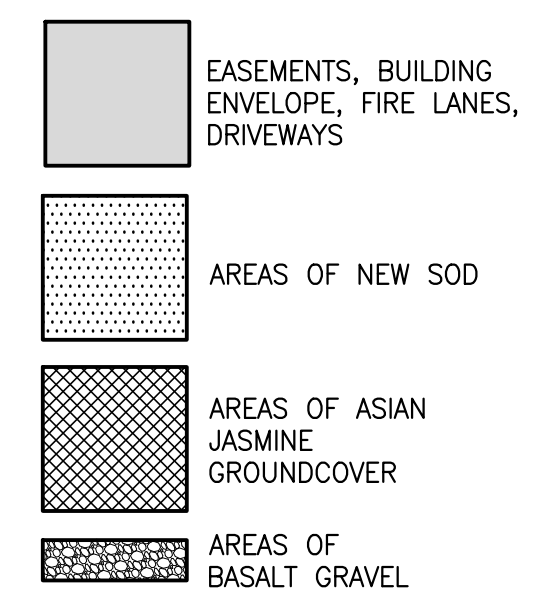 EASEMENTS, BUILDING
ENVELOPE, FIRE LANES,
DRIVEWAYS
AREAS OF NEW SOD
AREAS OF ASIAN
JASMINE
GROUNDCOVER
AREAS OF
BASALT GRAVEL